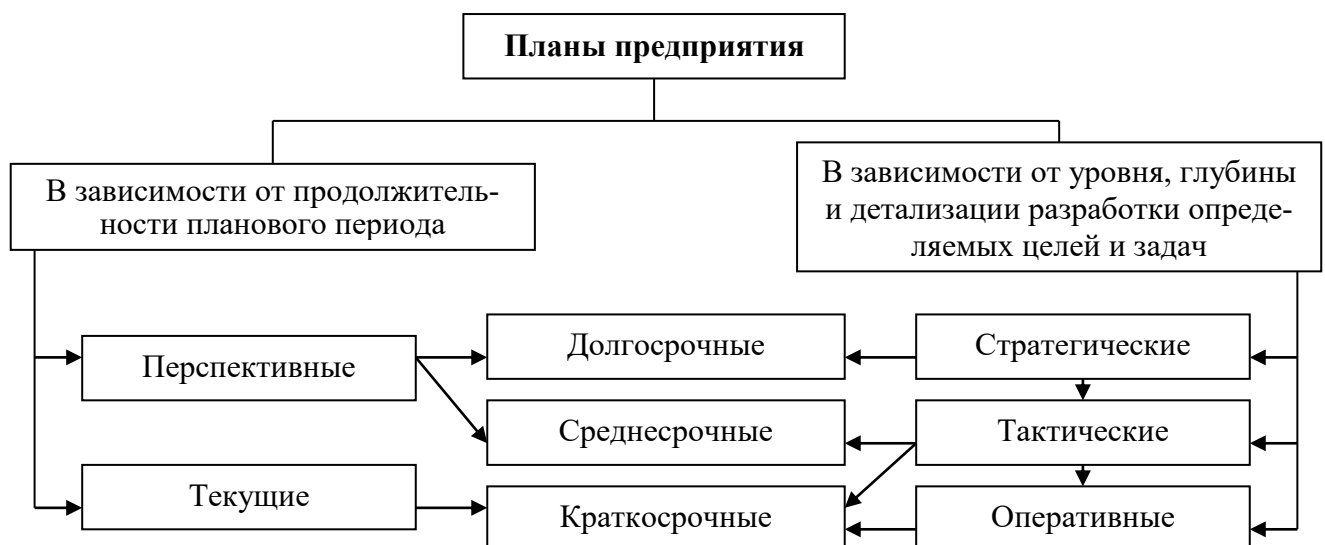 Планы предприятия
В зависимости от продолжитель-
ности планового периода
В зависимости от уровня, глубины
и детализации разработки опреде-
ляемых целей и задач
Перспективные
Долгосрочные
Стратегические
Среднесрочные
Тактические
Текущие
Краткосрочные
Оперативные